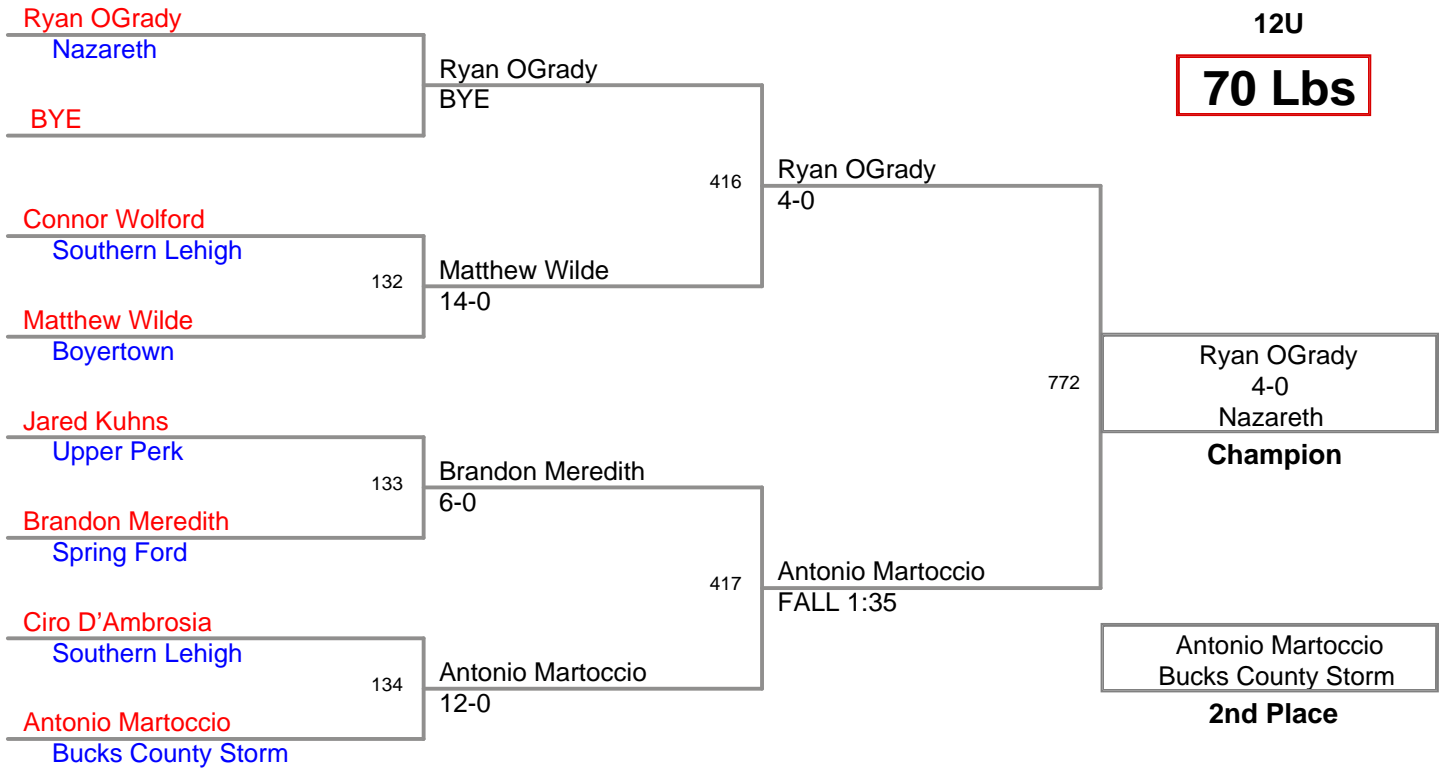 Ryan OGrady
Nazareth
BYE
Connor Wolford
Southern Lehigh
Matthew Wilde
Boyertown
Jared Kuhns
Upper Perk
Brandon Meredith
Spring Ford
Ciro D’Ambrosia
Southern Lehigh
Antonio Martoccio
Bucks County Storm
Ryan OGrady
BYE
132
Matthew Wilde
14-0
133
Brandon Meredith
6-0
134
Antonio Martoccio
12-0
416
Ryan OGrady
4-0
417
Antonio Martoccio
FALL 1:35
772
12U
70 Lbs
Ryan OGrady
4-0
Nazareth
Champion
Antonio Martoccio
Bucks County Storm
2nd Place